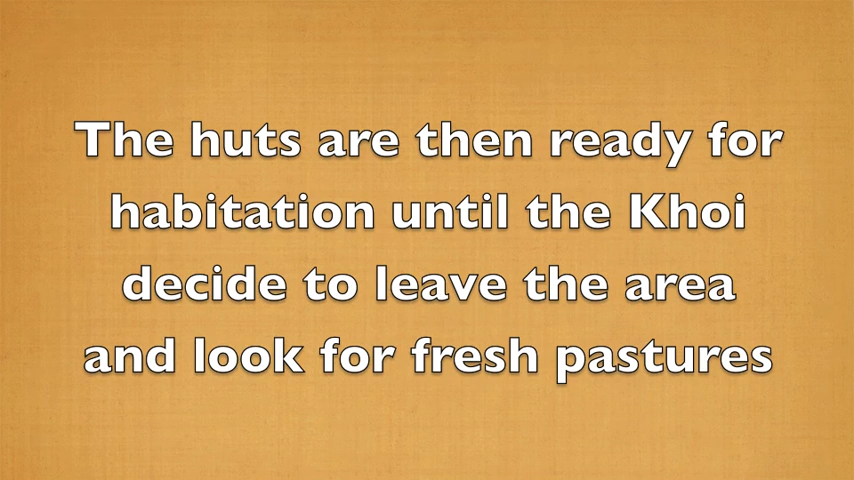 The huts are then ready for
habitation until the Khoi
decide to leave the area
and look for fresh pastures